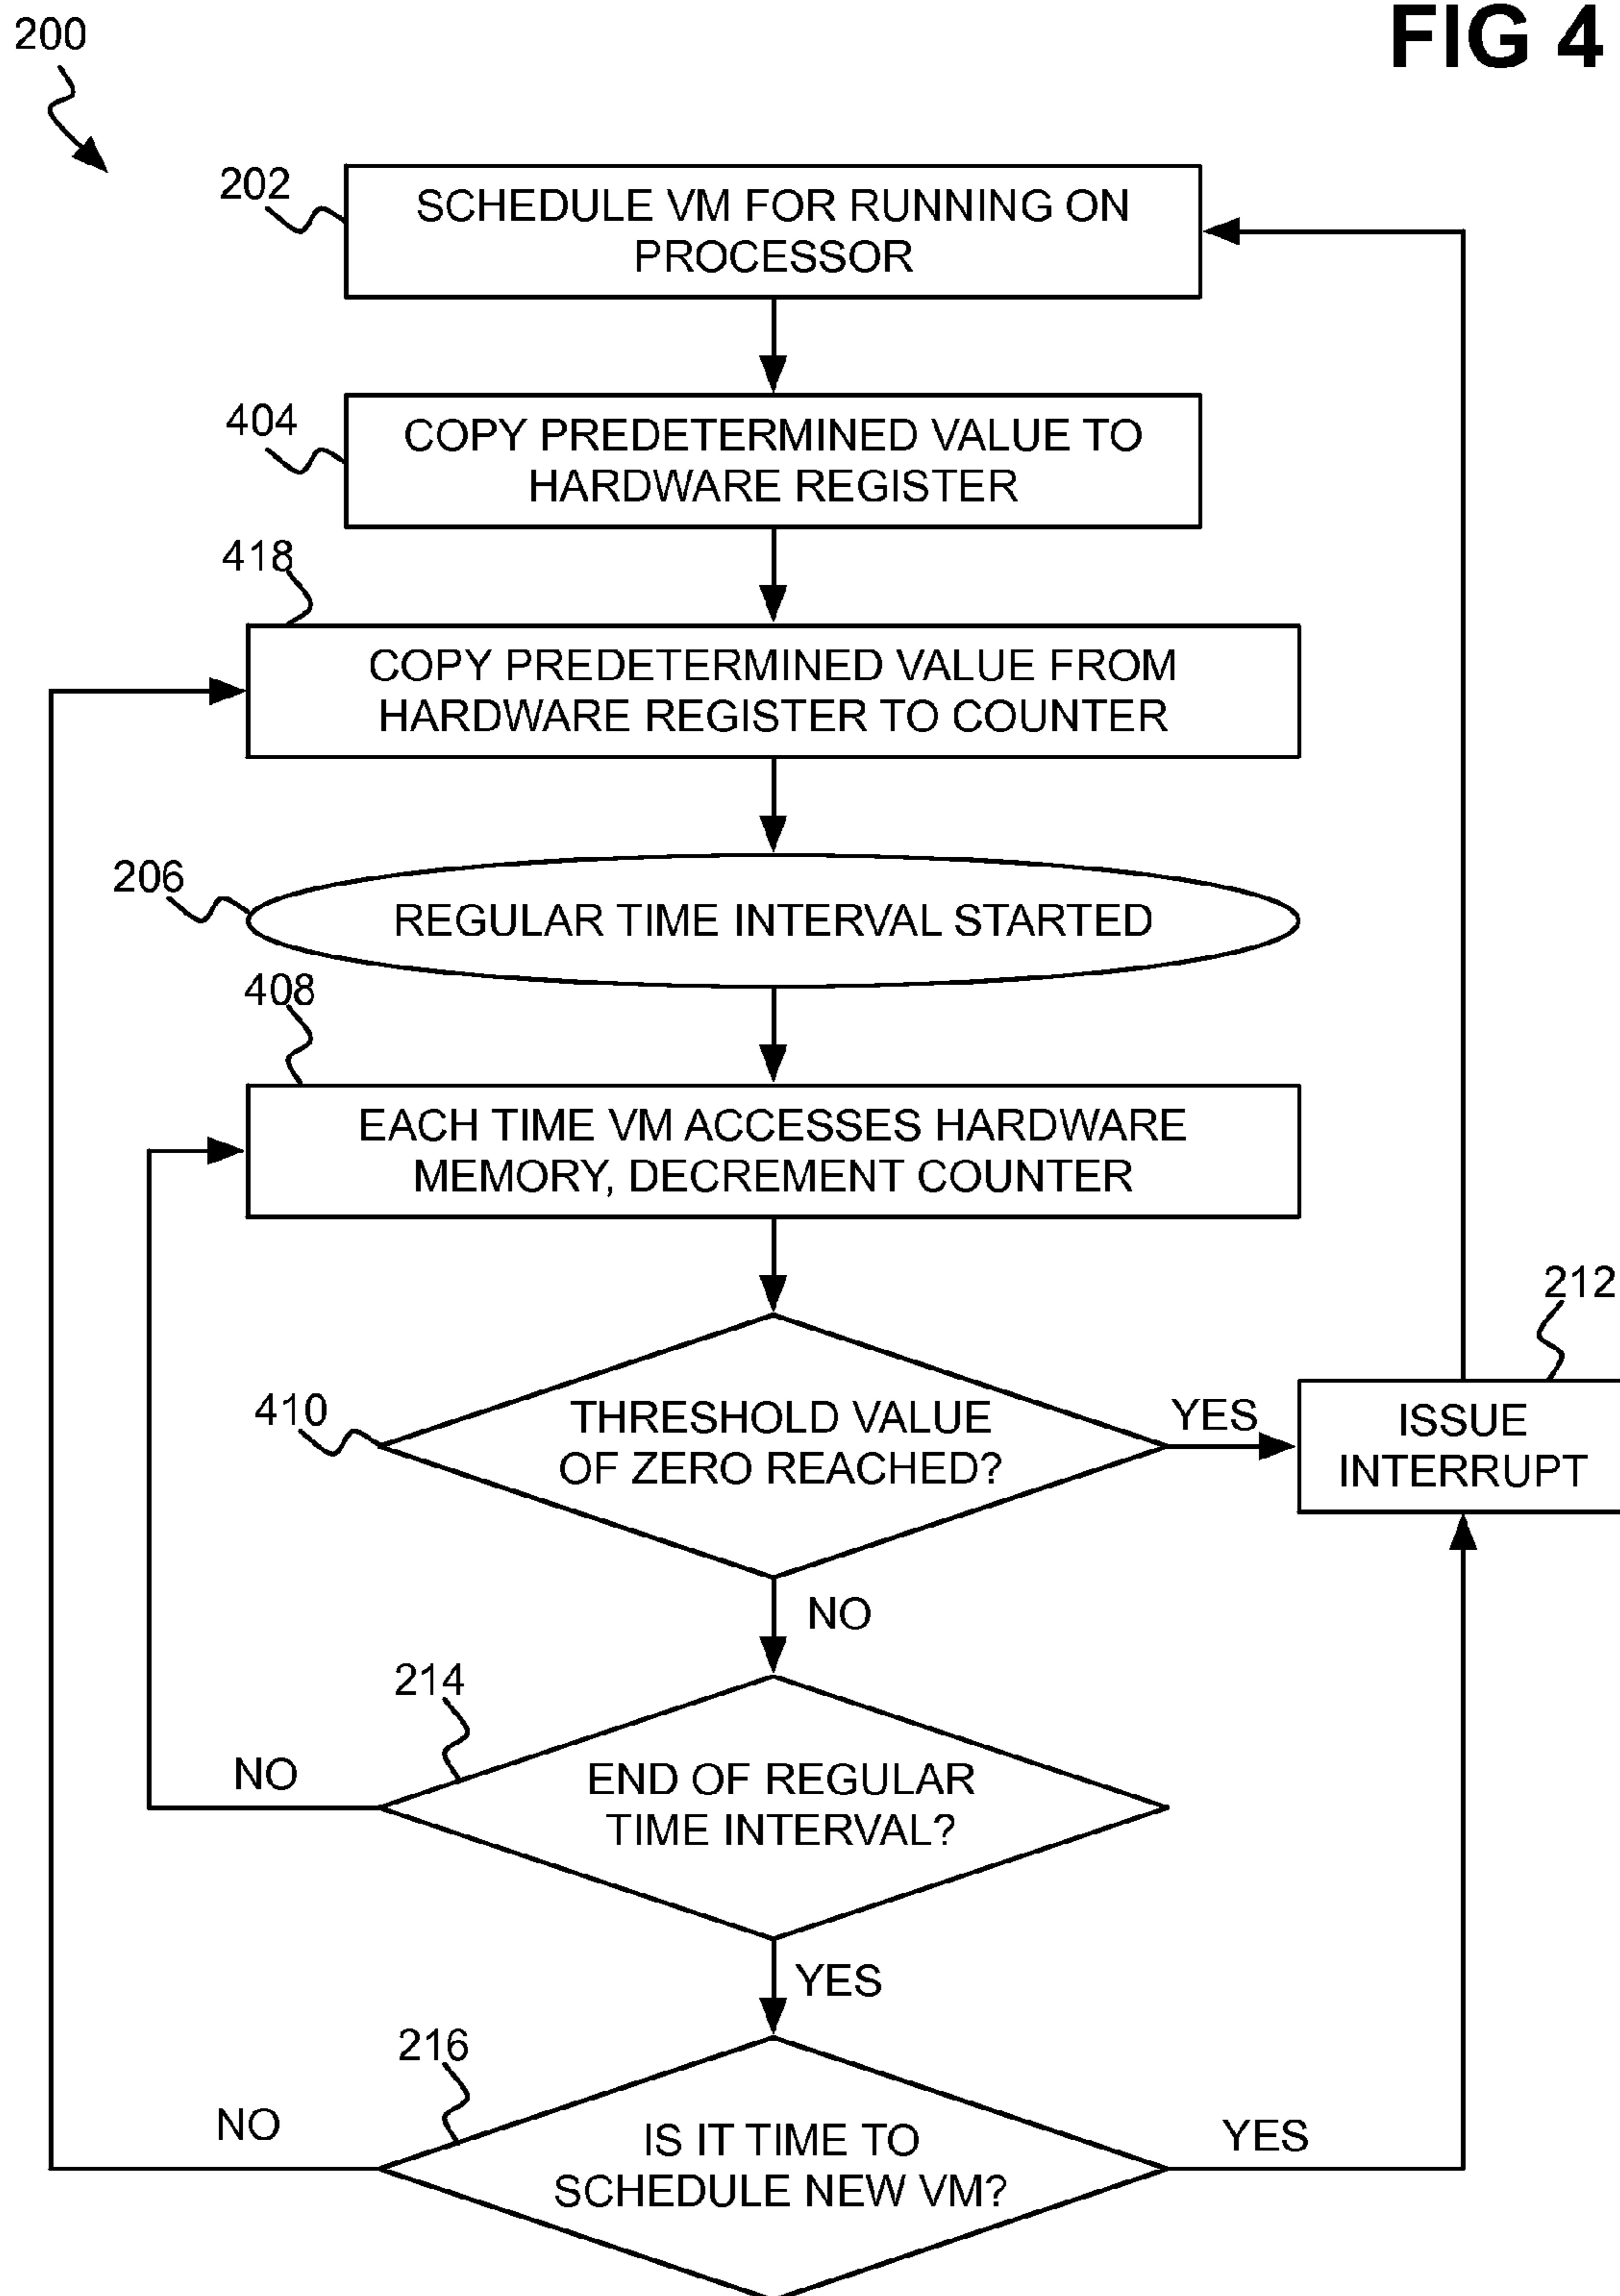 200
FIG 4
202
SCHEDULE VM FOR RUNNING ON
PROCESSOR
404
COPY PREDETERMINED VALUE TO
HARDWARE REGISTER
418
COPY PREDETERMINED VALUE FROM
HARDWARE REGISTER TO COUNTER
206
REGULAR TIME INTERVAL STARTED
408
EACH TIME VM ACCESSES HARDWARE
MEMORY, DECREMENT COUNTER
212
410
THRESHOLD VALUE
OF ZERO REACHED?
YES
ISSUE
INTERRUPT
NO
214
END OF REGULAR
TIME INTERVAL?
NO
YES
216
IS IT TIME TO
SCHEDULE NEW VM?
NO
YES